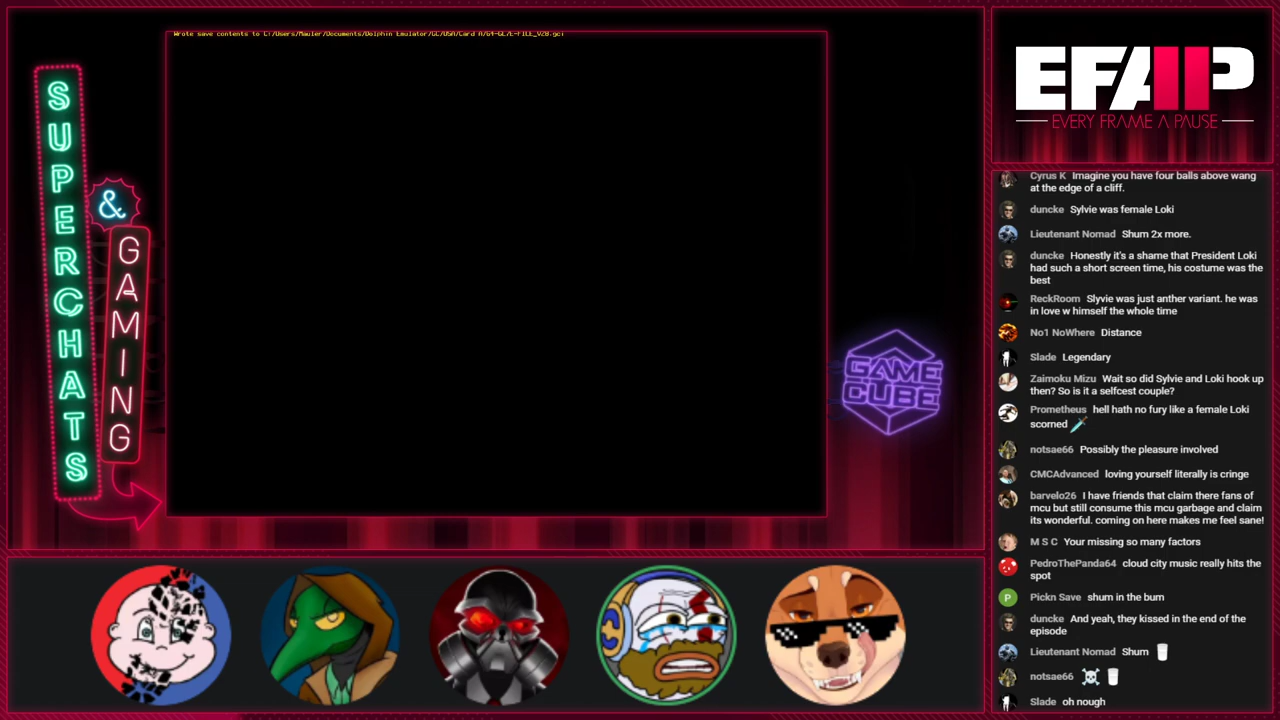 Wrote save contents to C:/Users/Mauler/Documents/Dolphin Emulator/GC/USA/Card A/
SUPERCHATS
&
GAMING
GAME
CUBE
EFAP
EVERY FRAME A PAUSE
Cyrus K Imagine you have four balls above wang
at the edge of a cliff.
duncke Sylvie was female Loki
Lieutenant Nomad Shum 2x more.
duncke Honestly it's a shame that President Loki
had such a short screen time, his costume was the
best
ReckRoom Slyvie was just anther variant. he was
in love w himself the whole time
No1 NoWhere Distance
Slade Legendary
Zaimoku Mizu Wait so did Sylvie and Loki hook up
then? So is it a selfcest couple?
Prometheus hell hath no fury like a female Loki
scorned
notsae66 Possibly the pleasure involved
CMCAdvanced loving yourself literally is cringe
barvelo26 I have friends that claim there fans of
mcu but still consume this mcu garbage and claim
its wonderful. coming on here makes me feel sane!
M S C Your missing so many factors
PedroThePanda64 cloud city music really hits the
spot
P
Pickn Save shum in the bum
duncke And yeah, they kissed in the end of the
episode
Lieutenant Nomad Shum
notsae66
Slade oh nough